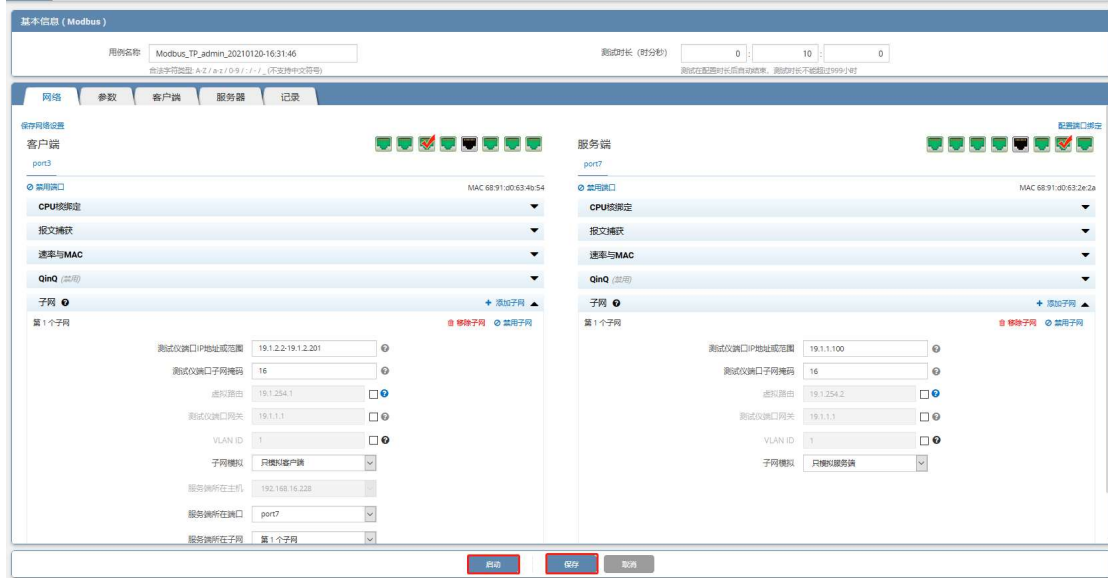 基本信息 ( Modbus )
用例名称 Modbus_TP_admin_20210120-16:31:46 测试时长 (时分秒) 0 : 10 : 0
合法字符类型: A-Z / a-z / 0-9 / : / - / _ (不支持中文符号) 测试在配置时长后自动结束, 测试时长不能超过999小时
网络 参数 客户端 服务器 记录
保存网络设置 配置端口绑定
客户端 服务端
port3 port7
禁用端口 MAC 68:91:d0:63:4b:54 禁用端口 MAC 68:91:d0:63:2e:2a
CPU核绑定 CPU核绑定
报文捕获 报文捕获
速率与MAC 速率与MAC
QinQ (禁用) QinQ (禁用)
子网 + 添加子网 子网 + 添加子网
第 1 个子网 移除子网 禁用子网 第 1 个子网 移除子网 禁用子网
测试仪端口IP地址或范围 19.1.2.2-19.1.2.201 测试仪端口IP地址或范围 19.1.1.100
测试仪端口子网掩码 16 测试仪端口子网掩码 16
虚拟路由 19.1.254.1 虚拟路由 19.1.254.2
测试仪端口网关 19.1.1.1 测试仪端口网关 19.1.1.1
VLAN ID 1 VLAN ID 1
子网模拟 只模拟客户端 子网模拟 只模拟服务端
服务端所在主机 192.168.16.228
服务端所在端口 port7
服务端所在子网 第 1 个子网
启动 保存 取消